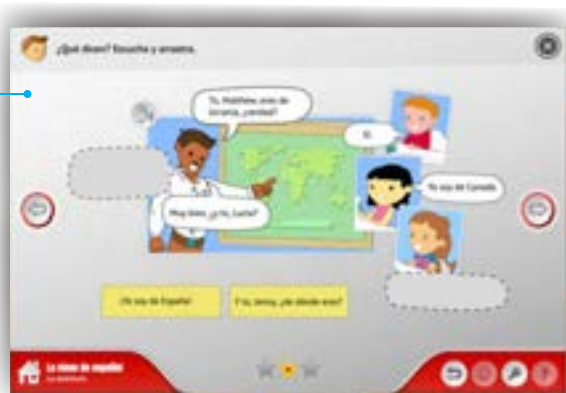 ¿Qué dicen? Escucha y arrastra.
Tú, Matthew, eres de
Ucrania, ¿verdad?
Sí.
Yo soy de Canadá.
Muy bien, ¿y tú, Lucía?
¡Yo soy de España!
Y tú, Jenny, ¿de dónde eres?
La clase de español